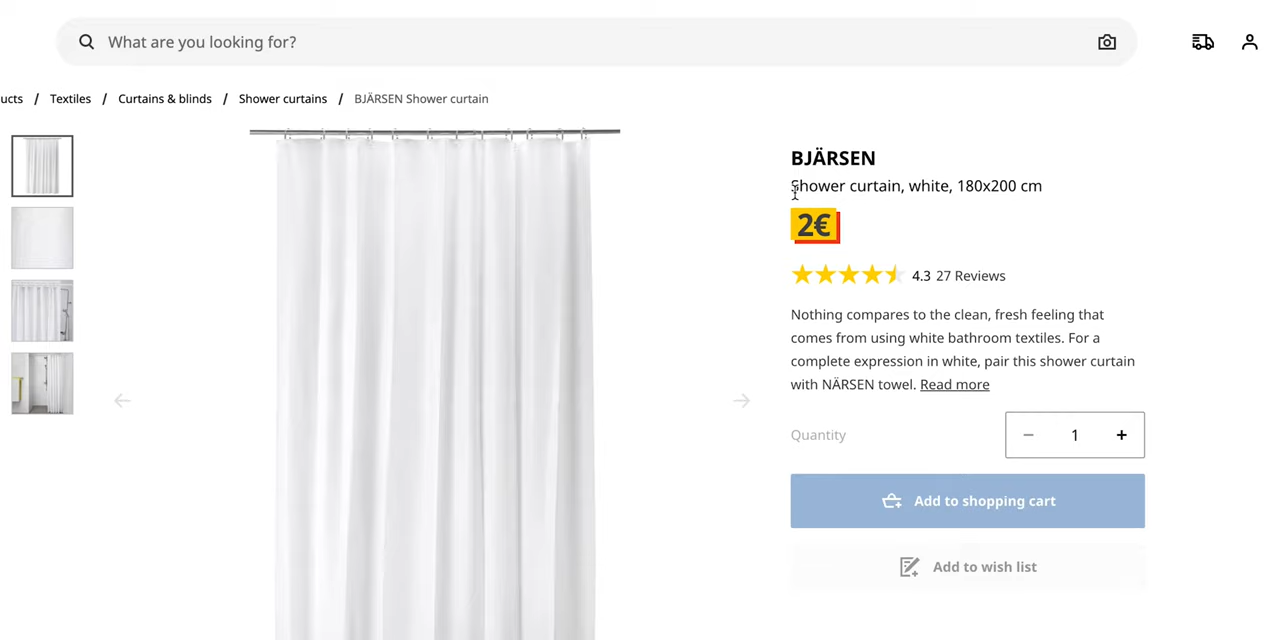 What are you looking for?
ucts / Textiles / Curtains & blinds / Shower curtains / BJÄRSEN Shower curtain
BJÄRSEN
Shower curtain, white, 180x200 cm
2€
4.3 27 Reviews
Nothing compares to the clean, fresh feeling that
comes from using white bathroom textiles. For a
complete expression in white, pair this shower curtain
with NÄRSEN towel. Read more
Quantity − 1 +
Add to shopping cart
Add to wish list